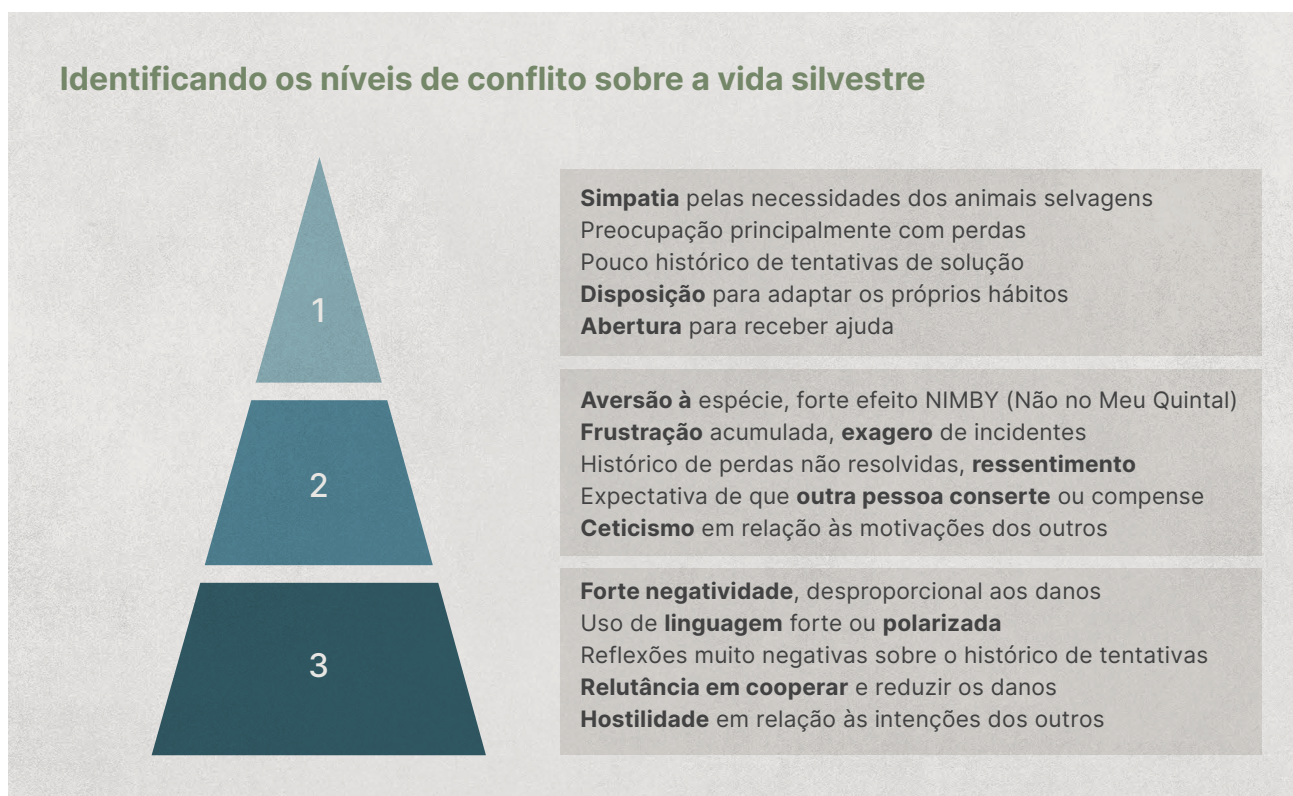 Identificando os níveis de conflito sobre a vida silvestre
1
Simpatia pelas necessidades dos animais selvagens
Preocupação principalmente com perdas
Pouco histórico de tentativas de solução
Disposição para adaptar os próprios hábitos
Abertura para receber ajuda
2
Aversão à espécie, forte efeito NIMBY (Não no Meu Quintal)
Frustração acumulada, exagero de incidentes
Histórico de perdas não resolvidas, ressentimento
Expectativa de que outra pessoa conserte ou compense
Ceticismo em relação às motivações dos outros
3
Forte negatividade, desproporcional aos danos
Uso de linguagem forte ou polarizada
Reflexões muito negativas sobre o histórico de tentativas
Relutância em cooperar e reduzir os danos
Hostilidade em relação às intenções dos outros